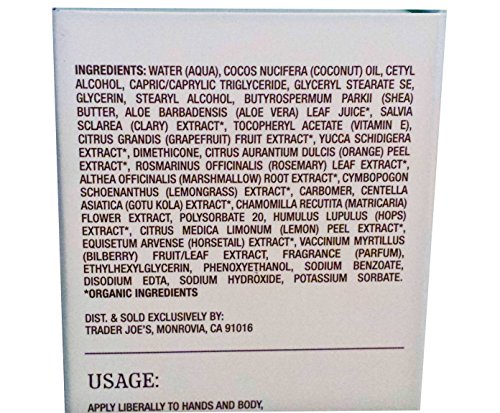 INGREDIENTS: WATER (AQUA), COCOS NUCIFERA (COCONUT) OIL, CETYL
ALCOHOL, CAPRIC/CAPRYLIC TRIGLYCERIDE, GLYCERYL STEARATE SE,
GLYCERIN, STEARYL ALCOHOL, BUTYROSPERMUM PARKII (SHEA)
BUTTER, ALOE BARBADENSIS (ALOE VERA) LEAF JUICE*, SALVIA
SCLAREA (CLARY) EXTRACT*, TOCOPHERYL ACETATE (VITAMIN E),
CITRUS GRANDIS (GRAPEFRUIT) FRUIT EXTRACT*, YUCCA SCHIDIGERA
EXTRACT*, DIMETHICONE, CITRUS AURANTIUM DULCIS (ORANGE) PEEL
EXTRACT*, ROSMARINUS OFFICINALIS (ROSEMARY) LEAF EXTRACT*,
ALTHEA OFFICINALIS (MARSHMALLOW) ROOT EXTRACT*, CYMBOPOGON
SCHOENANTHUS (LEMONGRASS) EXTRACT*, CARBOMER, CENTELLA
ASIATICA (GOTU KOLA) EXTRACT*, CHAMOMILLA RECUTITA (MATRICARIA)
FLOWER EXTRACT, POLYSORBATE 20, HUMULUS LUPULUS (HOPS)
EXTRACT*, CITRUS MEDICA LIMONUM (LEMON) PEEL EXTRACT*,
EQUISETUM ARVENSE (HORSETAIL) EXTRACT*, VACCINIUM MYRTILLUS
(BILBERRY) FRUIT/LEAF EXTRACT, FRAGRANCE (PARFUM),
ETHYLHEXYLGLYCERIN, PHENOXYETHANOL, SODIUM BENZOATE,
DISODIUM EDTA, SODIUM HYDROXIDE, POTASSIUM SORBATE.
*ORGANIC INGREDIENTS
DIST. & SOLD EXCLUSIVELY BY:
TRADER JOE'S, MONROVIA, CA 91016
USAGE:
APPLY LIBERALLY TO HANDS AND BODY,